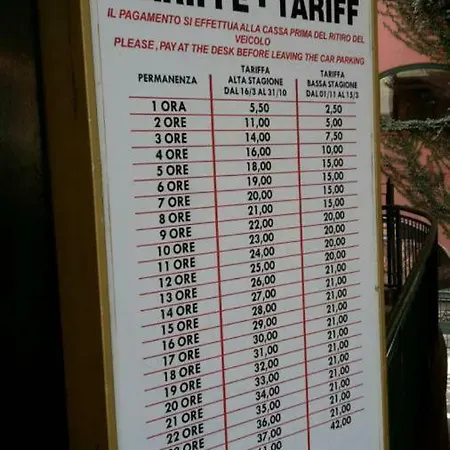 TARIFFE - TARIFF
IL PAGAMENTO SI EFFETTUA ALLA CASSA PRIMA DEL RITIRO DEL
VEICOLO
PLEASE, PAY AT THE DESK BEFORE LEAVING THE CAR PARKING
PERMANENZA TARIFFA TARIFFA
ALTA STAGIONE BASSA STAGIONE
DAL 16/3 AL 31/10 DAL 01/11 AL 15/3
1 ORA 5,50 2,50
2 ORE 11,00 5,00
3 ORE 14,00 7,50
4 ORE 16,00 10,00
5 ORE 18,00 15,00
6 ORE 19,00 15,00
7 ORE 20,00 15,00
8 ORE 21,00 15,00
9 ORE 22,00 20,00
10 ORE 23,00 20,00
11 ORE 24,00 20,00
12 ORE 25,00 20,00
13 ORE 26,00 21,00
14 ORE 27,00 21,00
15 ORE 28,00 21,00
16 ORE 29,00 21,00
17 ORE 30,00 21,00
18 ORE 31,00 21,00
19 ORE 32,00 21,00
20 ORE 33,00 21,00
21 ORE 34,00 21,00
22 ORE 35,00 21,00
23 ORE 36,00 21,00
37,00 21,00
41,00 42,00